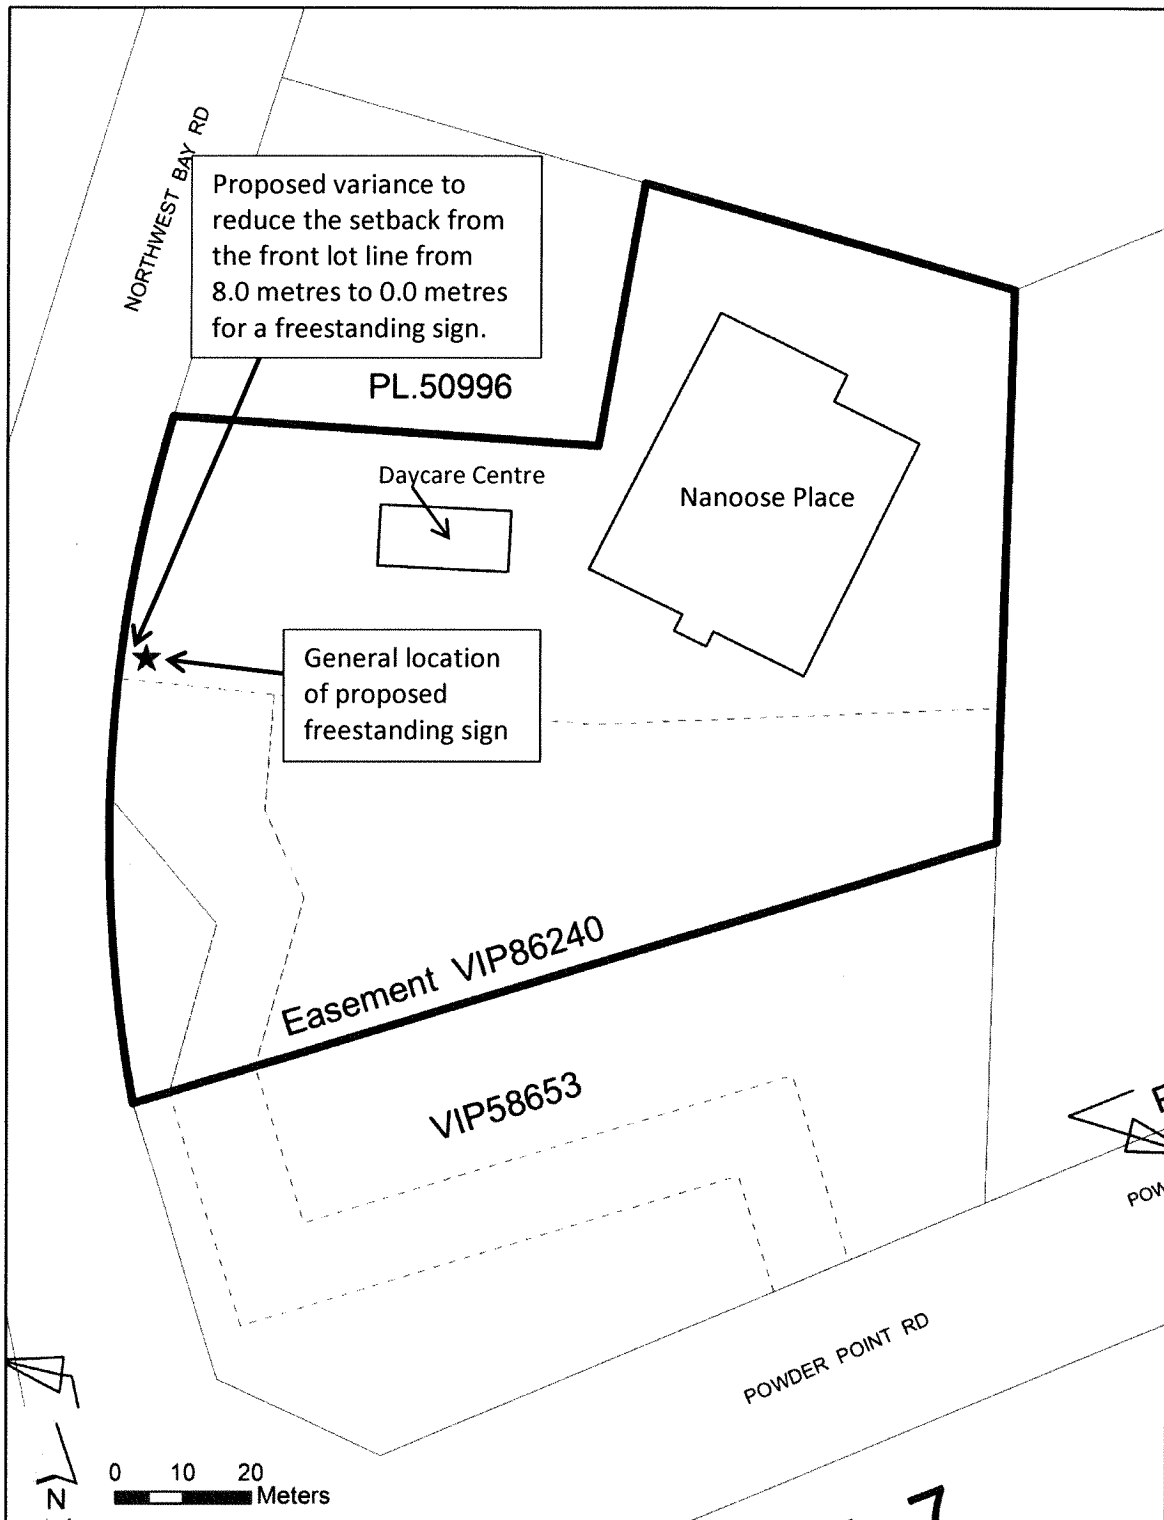 NORTHWEST BAY RD
Proposed variance to
reduce the setback from
the front lot line from
8.0 metres to 0.0 metres
for a freestanding sign.
PL.50996
Daycare Centre
Nanoose Place
General location
of proposed
freestanding sign
Easement VIP86240
VIP58653
POW
POWDER POINT RD
0 10 20
Meters
N